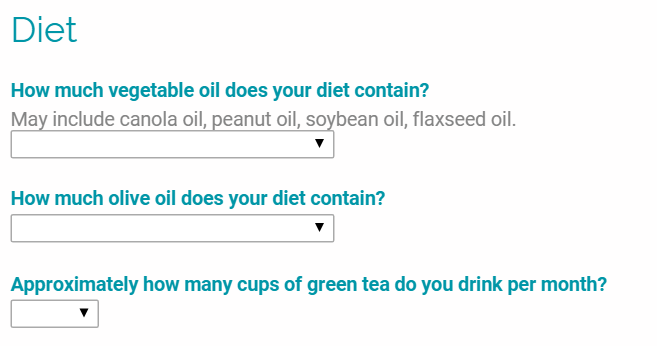 Diet
How much vegetable oil does your diet contain?
May include canola oil, peanut oil, soybean oil, flaxseed oil.
How much olive oil does your diet contain?
Approximately how many cups of green tea do you drink per month?